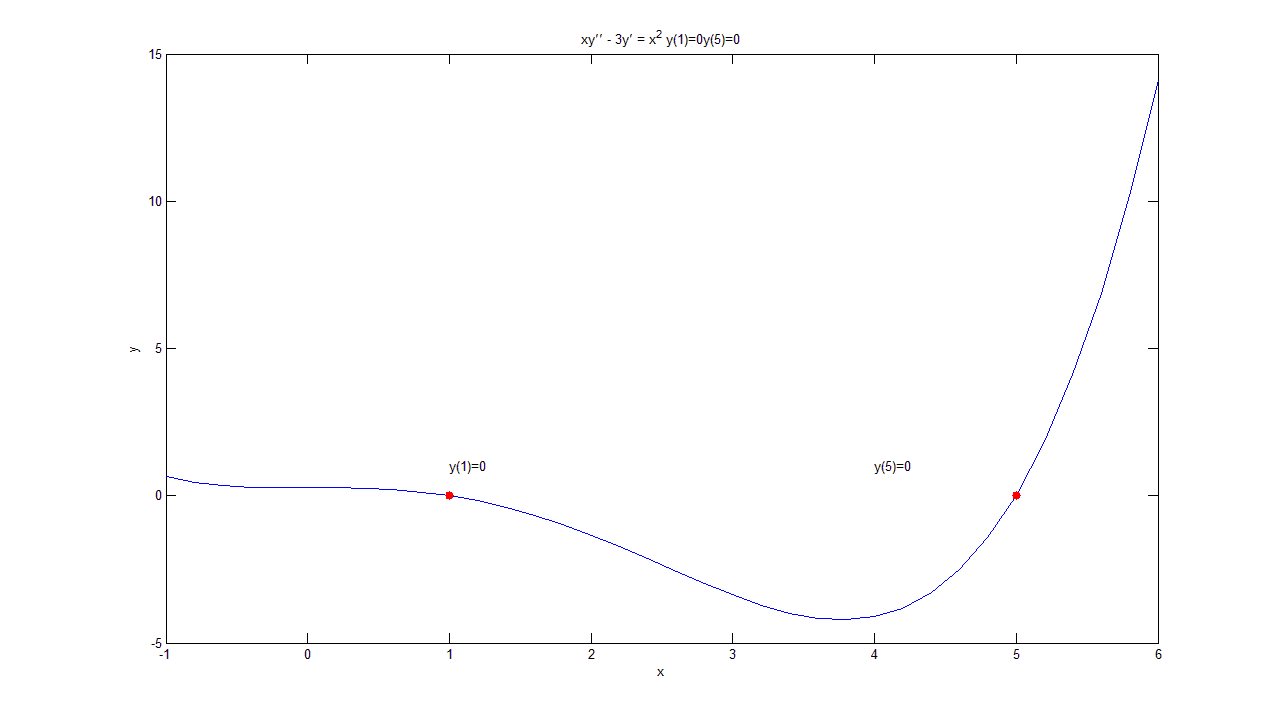 xy′′ - 3y′ = x² y(1)=0y(5)=0
15
10
y
5
y(1)=0
y(5)=0
0
-5
-1 0 1 2 3 4 5 6
x